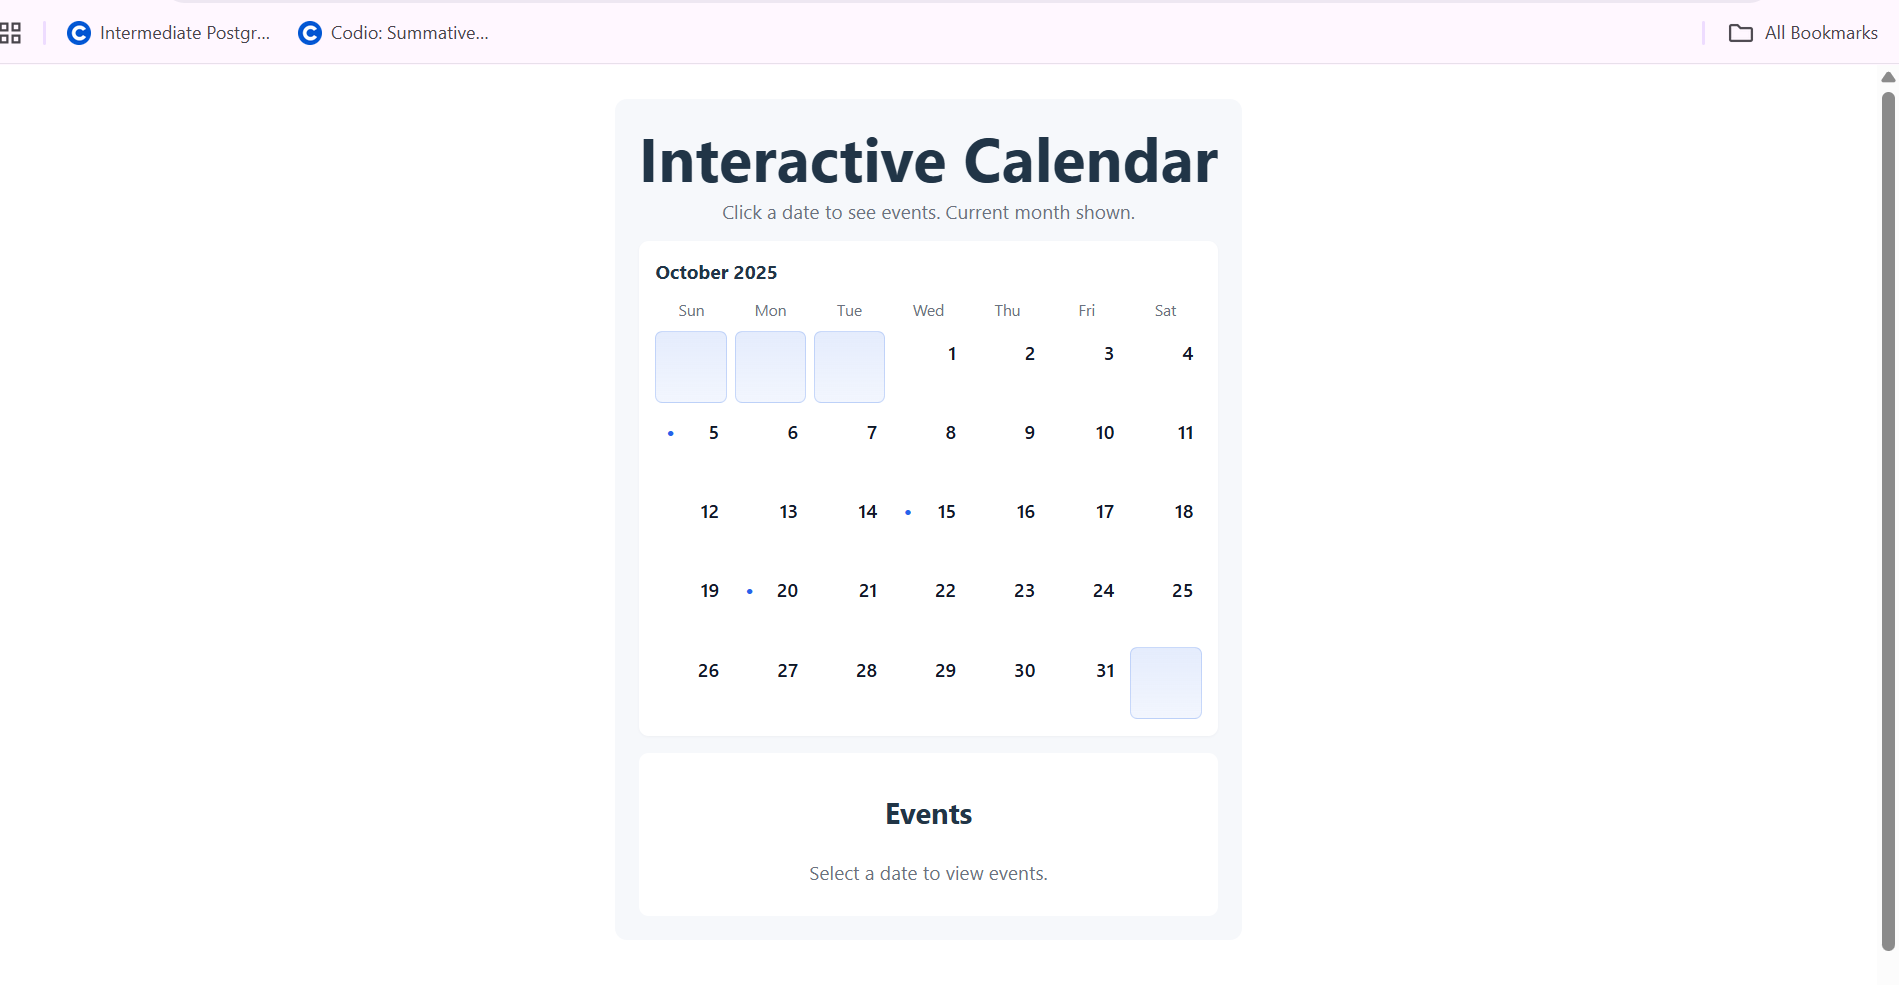 Intermediate Postgr... Codio: Summative... All Bookmarks
Interactive Calendar
Click a date to see events. Current month shown.
October 2025
Sun Mon Tue Wed Thu Fri Sat
1 2 3 4
5 6 7 8 9 10 11
12 13 14 15 16 17 18
19 20 21 22 23 24 25
26 27 28 29 30 31
Events
Select a date to view events.